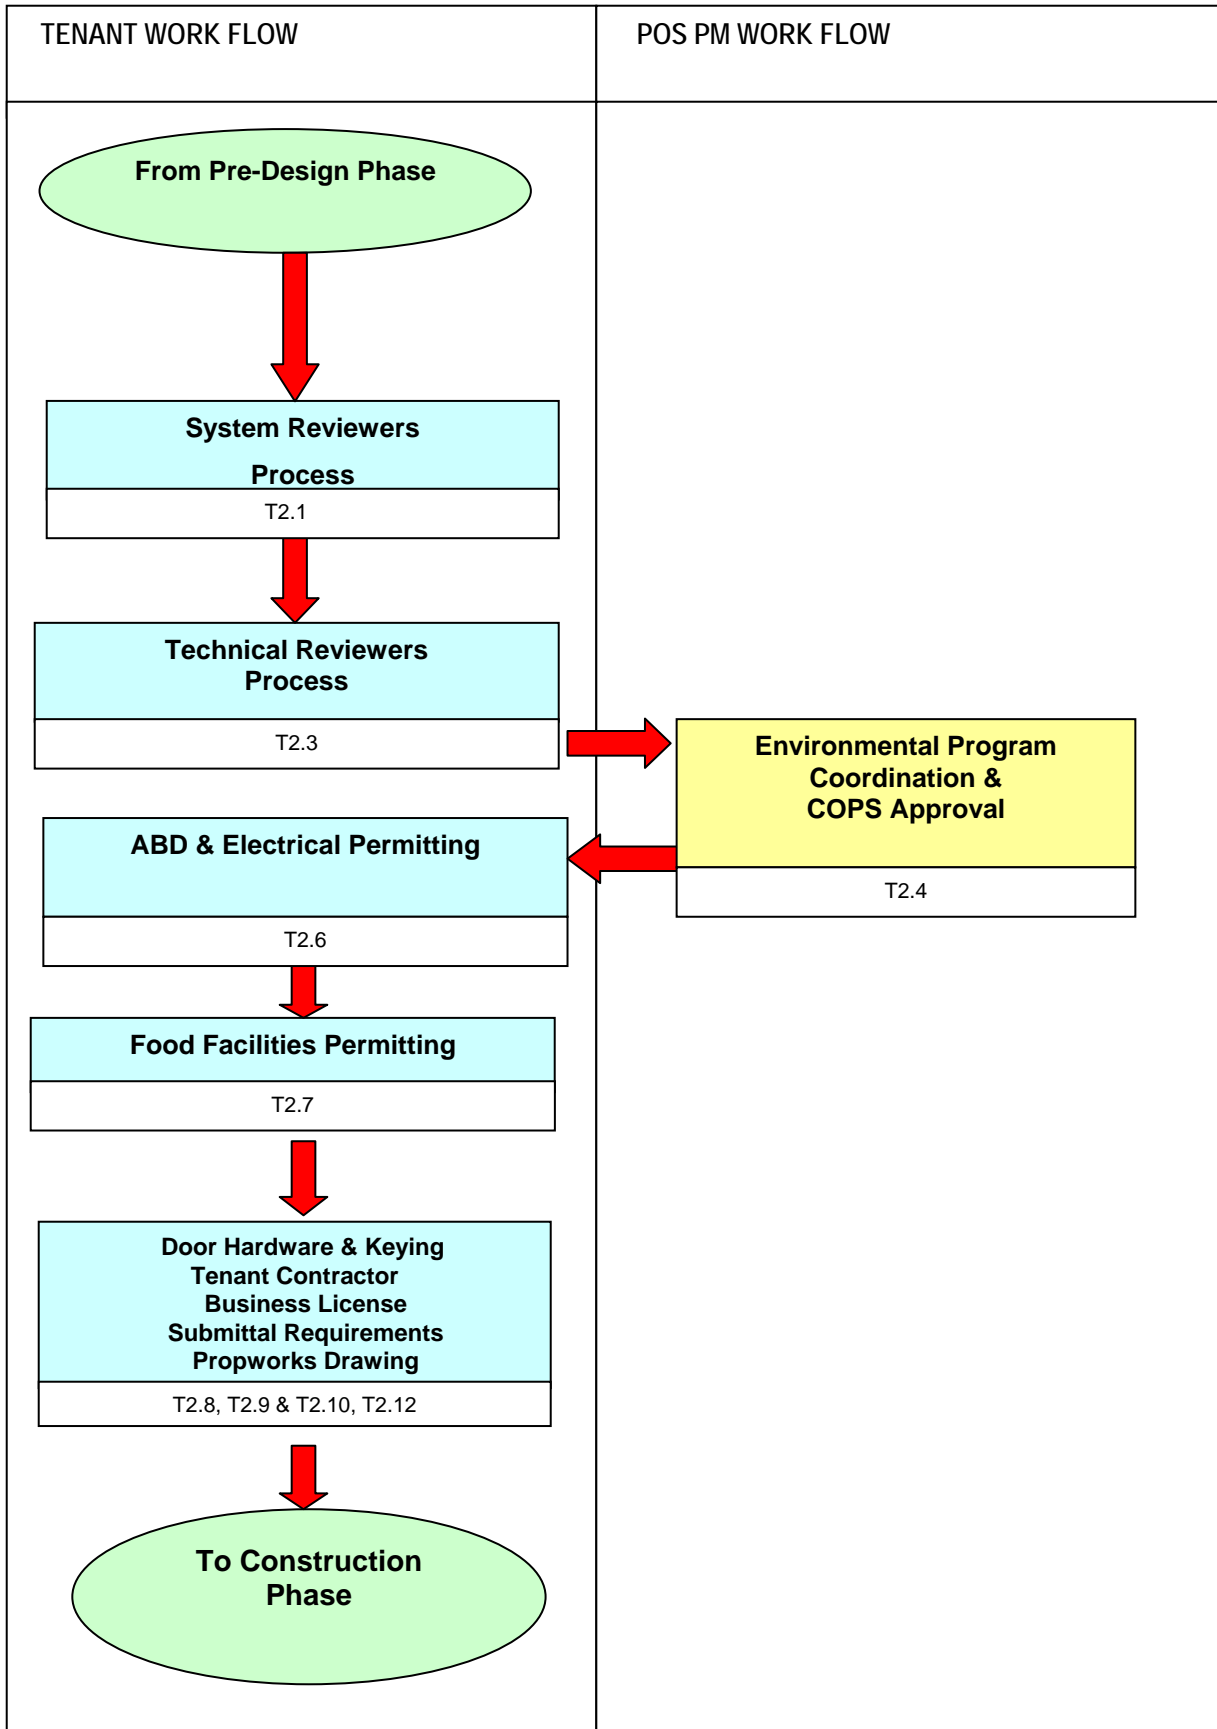 TENANT WORK FLOW
POS PM WORK FLOW
From Pre-Design Phase
System Reviewers
Process
T2.1
Technical Reviewers
Process
T2.3
Environmental Program
Coordination &
COPS Approval
T2.4
ABD & Electrical Permitting
T2.6
Food Facilities Permitting
T2.7
Door Hardware & Keying
Tenant Contractor
Business License
Submittal Requirements
Propworks Drawing
T2.8, T2.9 & T2.10, T2.12
To Construction
Phase